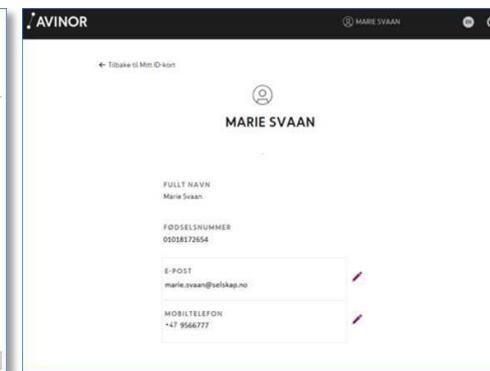 AVINOR
MARIE SVAAN
EN
← Tilbake til Mitt ID-kort
MARIE SVAAN
FULLT NAVN
Marie Svaan
FØDSELSNUMMER
01018172654
E-POST
marie.svaan@selskap.no
MOBILTELEFON
+47 9566777